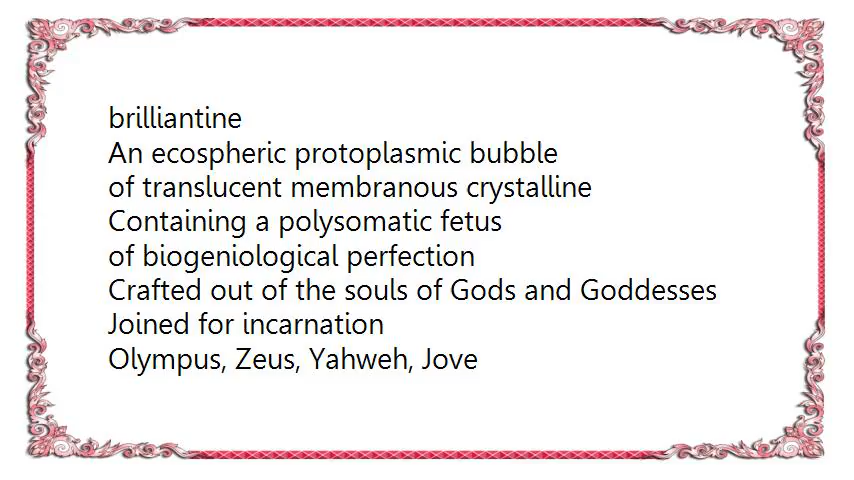 brilliantine
An ecospheric protoplasmic bubble
of translucent membranous crystalline
Containing a polysomatic fetus
of biogeniological perfection
Crafted out of the souls of Gods and Goddesses
Joined for incarnation
Olympus, Zeus, Yahweh, Jove